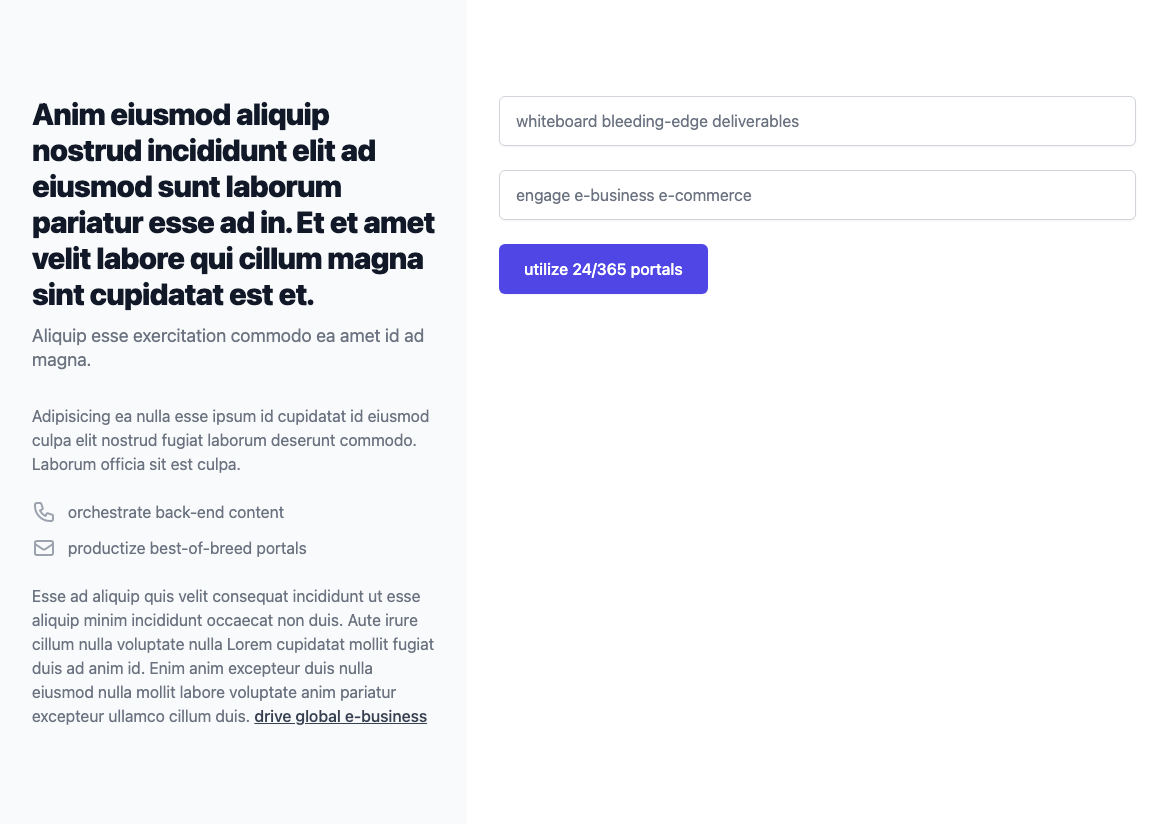 Anim eiusmod aliquip
nostrud incididunt elit ad
eiusmod sunt laborum
pariatur esse ad in. Et et amet
velit labore qui cillum magna
sint cupidatat est et.
Aliquip esse exercitation commodo ea amet id ad
magna.
Adipisicing ea nulla esse ipsum id cupidatat id eiusmod
culpa elit nostrud fugiat laborum deserunt commodo.
Laborum officia sit est culpa.
orchestrate back-end content
productize best-of-breed portals
Esse ad aliquip quis velit consequat incididunt ut esse
aliquip minim incididunt occaecat non duis. Aute irure
cillum nulla voluptate nulla Lorem cupidatat mollit fugiat
duis ad anim id. Enim anim excepteur duis nulla
eiusmod nulla mollit labore voluptate anim pariatur
excepteur ullamco cillum duis. drive global e-business
whiteboard bleeding-edge deliverables
engage e-business e-commerce
utilize 24/365 portals